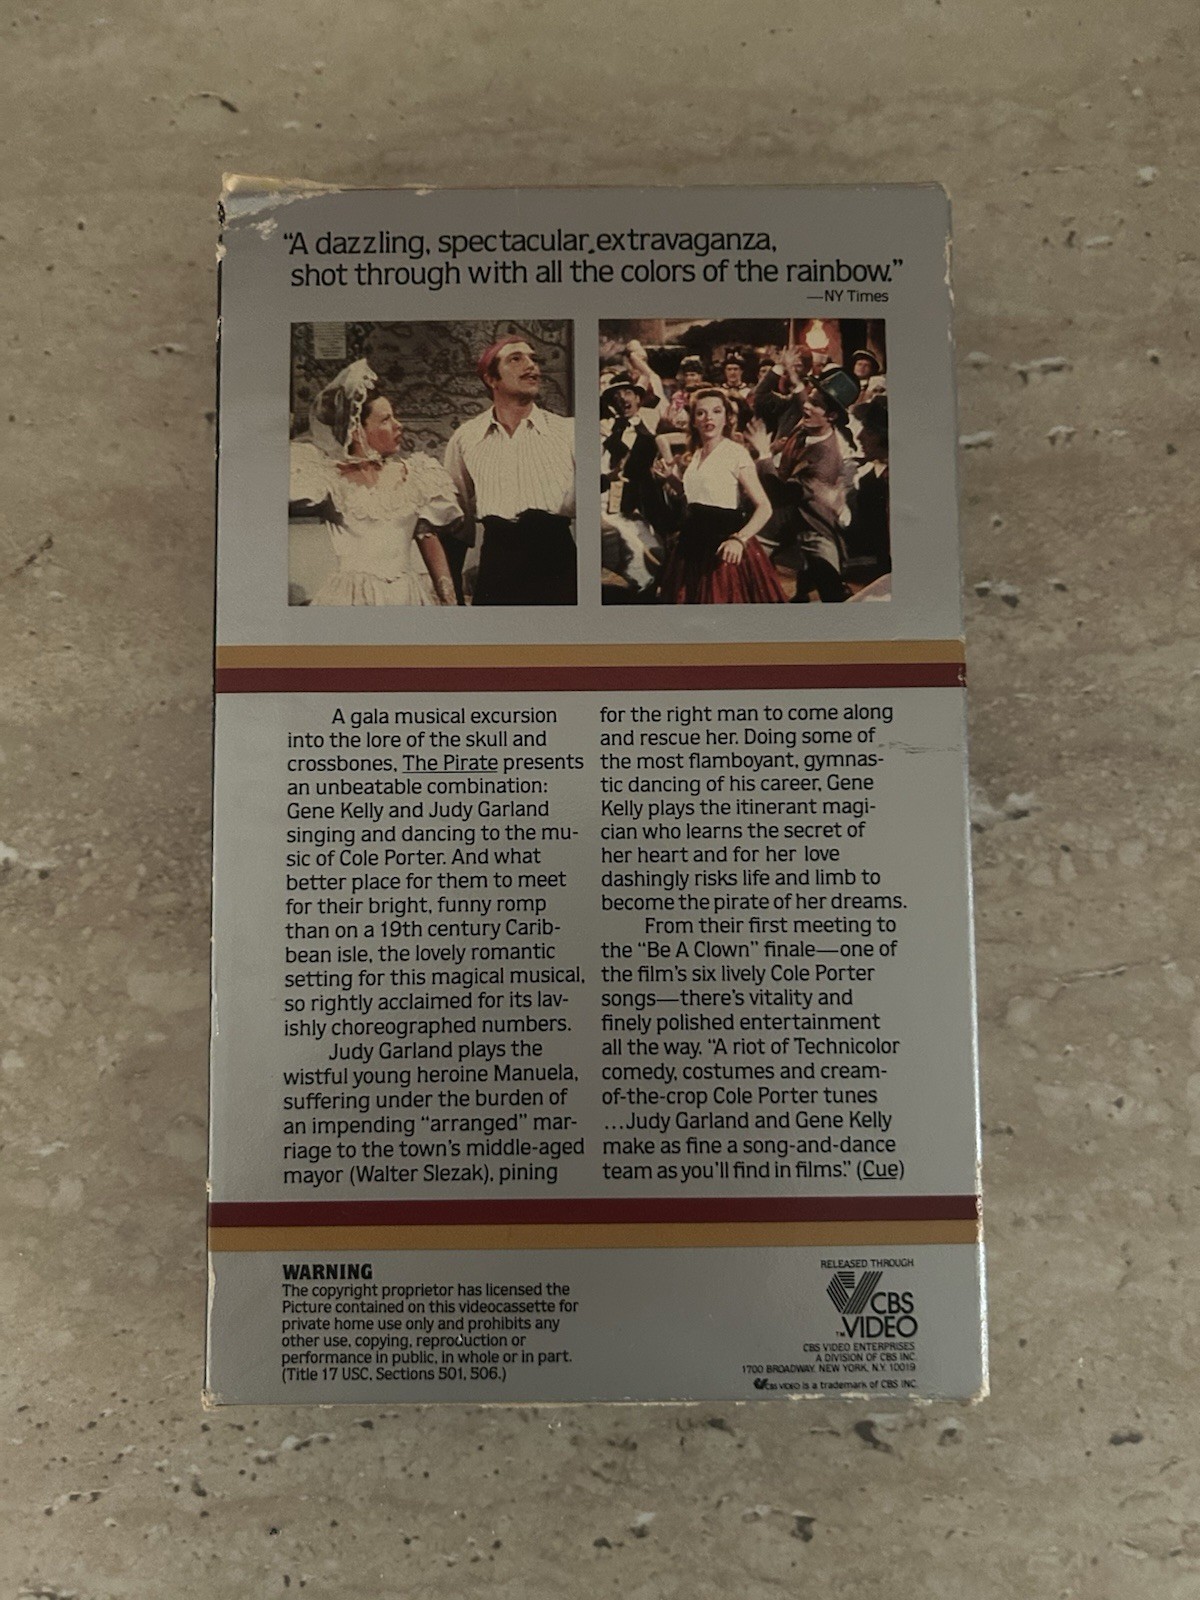 “A dazzling, spectacular extravaganza,
shot through with all the colors of the rainbow.”
—NY Times
A gala musical excursion
into the lore of the skull and
crossbones, The Pirate presents
an unbeatable combination:
Gene Kelly and Judy Garland
singing and dancing to the mu-
sic of Cole Porter. And what
better place for them to meet
for their bright, funny romp
than on a 19th century Carib-
bean isle, the lovely romantic
setting for this magical musical,
so rightly acclaimed for its lav-
ishly choreographed numbers.
Judy Garland plays the
wistful young heroine Manuela,
suffering under the burden of
an impending “arranged” mar-
riage to the town’s middle-aged
mayor (Walter Slezak), pining
for the right man to come along
and rescue her. Doing some of
the most flamboyant, gymnas-
tic dancing of his career, Gene
Kelly plays the itinerant magi-
cian who learns the secret of
her heart and for her love
dashingly risks life and limb to
become the pirate of her dreams.
From their first meeting to
the “Be A Clown” finale—one of
the film’s six lively Cole Porter
songs—there’s vitality and
finely polished entertainment
all the way. “A riot of Technicolor
comedy, costumes and cream-
of-the-crop Cole Porter tunes
...Judy Garland and Gene Kelly
make as fine a song-and-dance
team as you’ll find in films.” (Cue)
WARNING
The copyright proprietor has licensed the
Picture contained on this videocassette for
private home use only and prohibits any
other use, copying, reproduction or
performance in public, in whole or in part.
(Title 17 USC, Sections 501, 506.)
RELEASED THROUGH
CBS
™VIDEO
CBS VIDEO ENTERPRISES
A DIVISION OF CBS INC.
1700 BROADWAY, NEW YORK, N.Y. 10019
CBS VIDEO is a trademark of CBS INC.